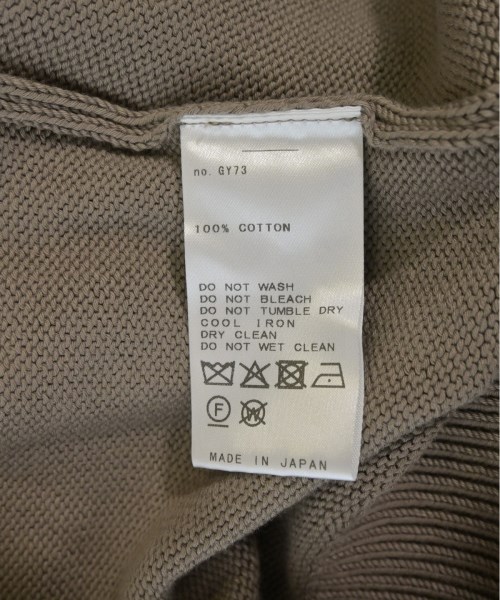 no. GY73
100% COTTON
DO NOT WASH
DO NOT BLEACH
DO NOT TUMBLE DRY
COOL IRON
DRY CLEAN
DO NOT WET CLEAN
F W
MADE IN JAPAN